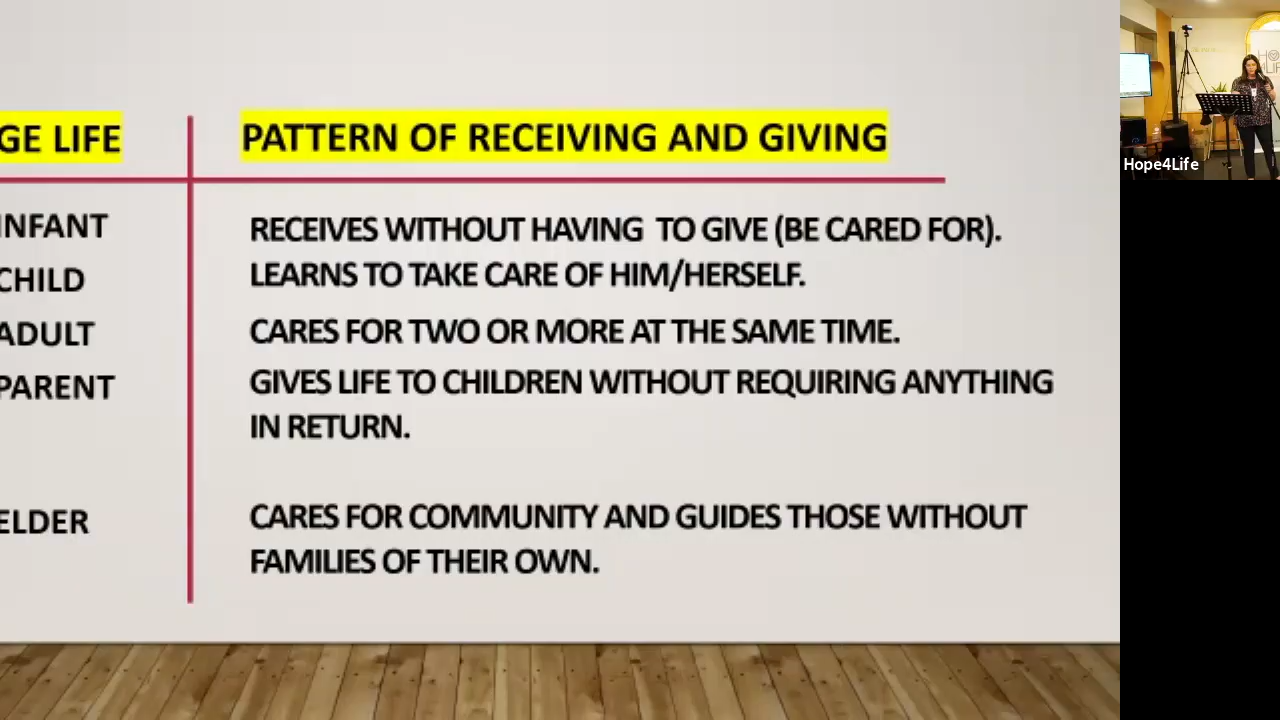 GE LIFE
PATTERN OF RECEIVING AND GIVING
INFANT
RECEIVES WITHOUT HAVING TO GIVE (BE CARED FOR).
CHILD
LEARNS TO TAKE CARE OF HIM/HERSELF.
ADULT
CARES FOR TWO OR MORE AT THE SAME TIME.
PARENT
GIVES LIFE TO CHILDREN WITHOUT REQUIRING ANYTHING
IN RETURN.
ELDER
CARES FOR COMMUNITY AND GUIDES THOSE WITHOUT
FAMILIES OF THEIR OWN.
Hope4Life